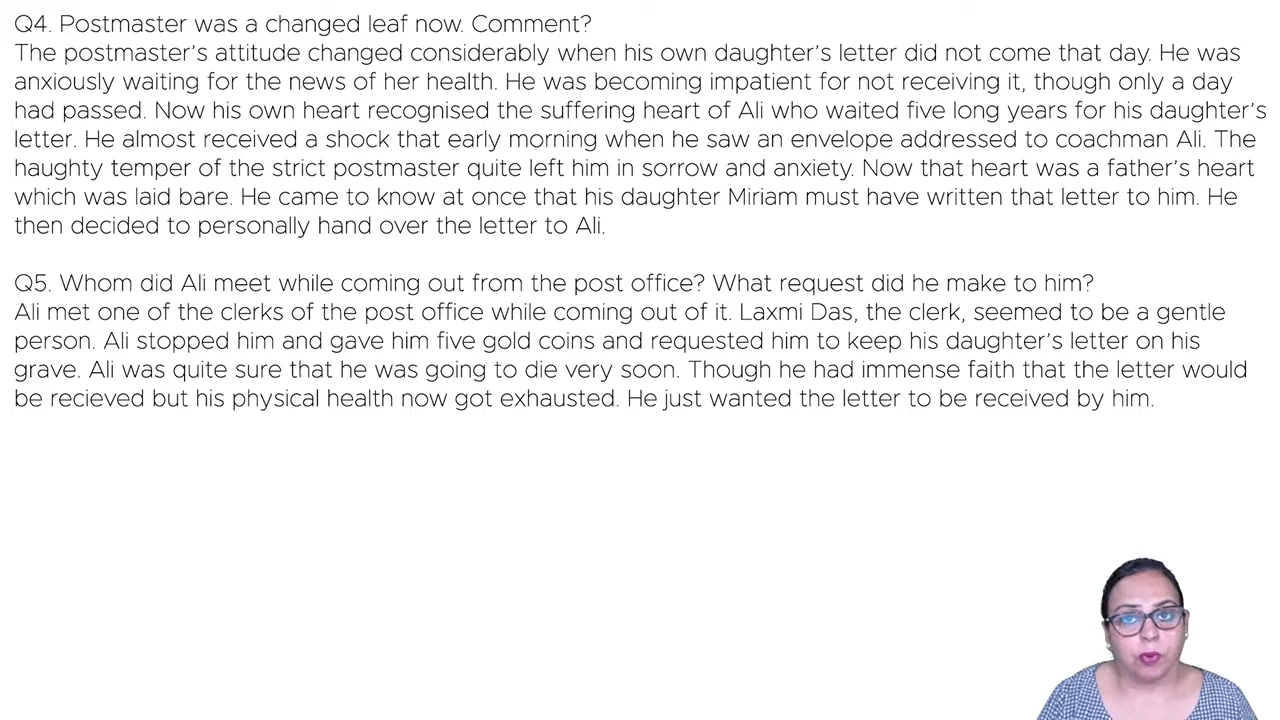 Q4. Postmaster was a changed leaf now. Comment?
The postmaster's attitude changed considerably when his own daughter's letter did not come that day. He was
anxiously waiting for the news of her health. He was becoming impatient for not receiving it, though only a day
had passed. Now his own heart recognised the suffering heart of Ali who waited five long years for his daughter's
letter. He almost received a shock that early morning when he saw an envelope addressed to coachman Ali. The
haughty temper of the strict postmaster quite left him in sorrow and anxiety. Now that heart was a father's heart
which was laid bare. He came to know at once that his daughter Miriam must have written that letter to him. He
then decided to personally hand over the letter to Ali.
Q5. Whom did Ali meet while coming out from the post office? What request did he make to him?
Ali met one of the clerks of the post office while coming out of it. Laxmi Das, the clerk, seemed to be a gentle
person. Ali stopped him and gave him five gold coins and requested him to keep his daughter's letter on his
grave. Ali was quite sure that he was going to die very soon. Though he had immense faith that the letter would
be recieved but his physical health now got exhausted. He just wanted the letter to be received by him.